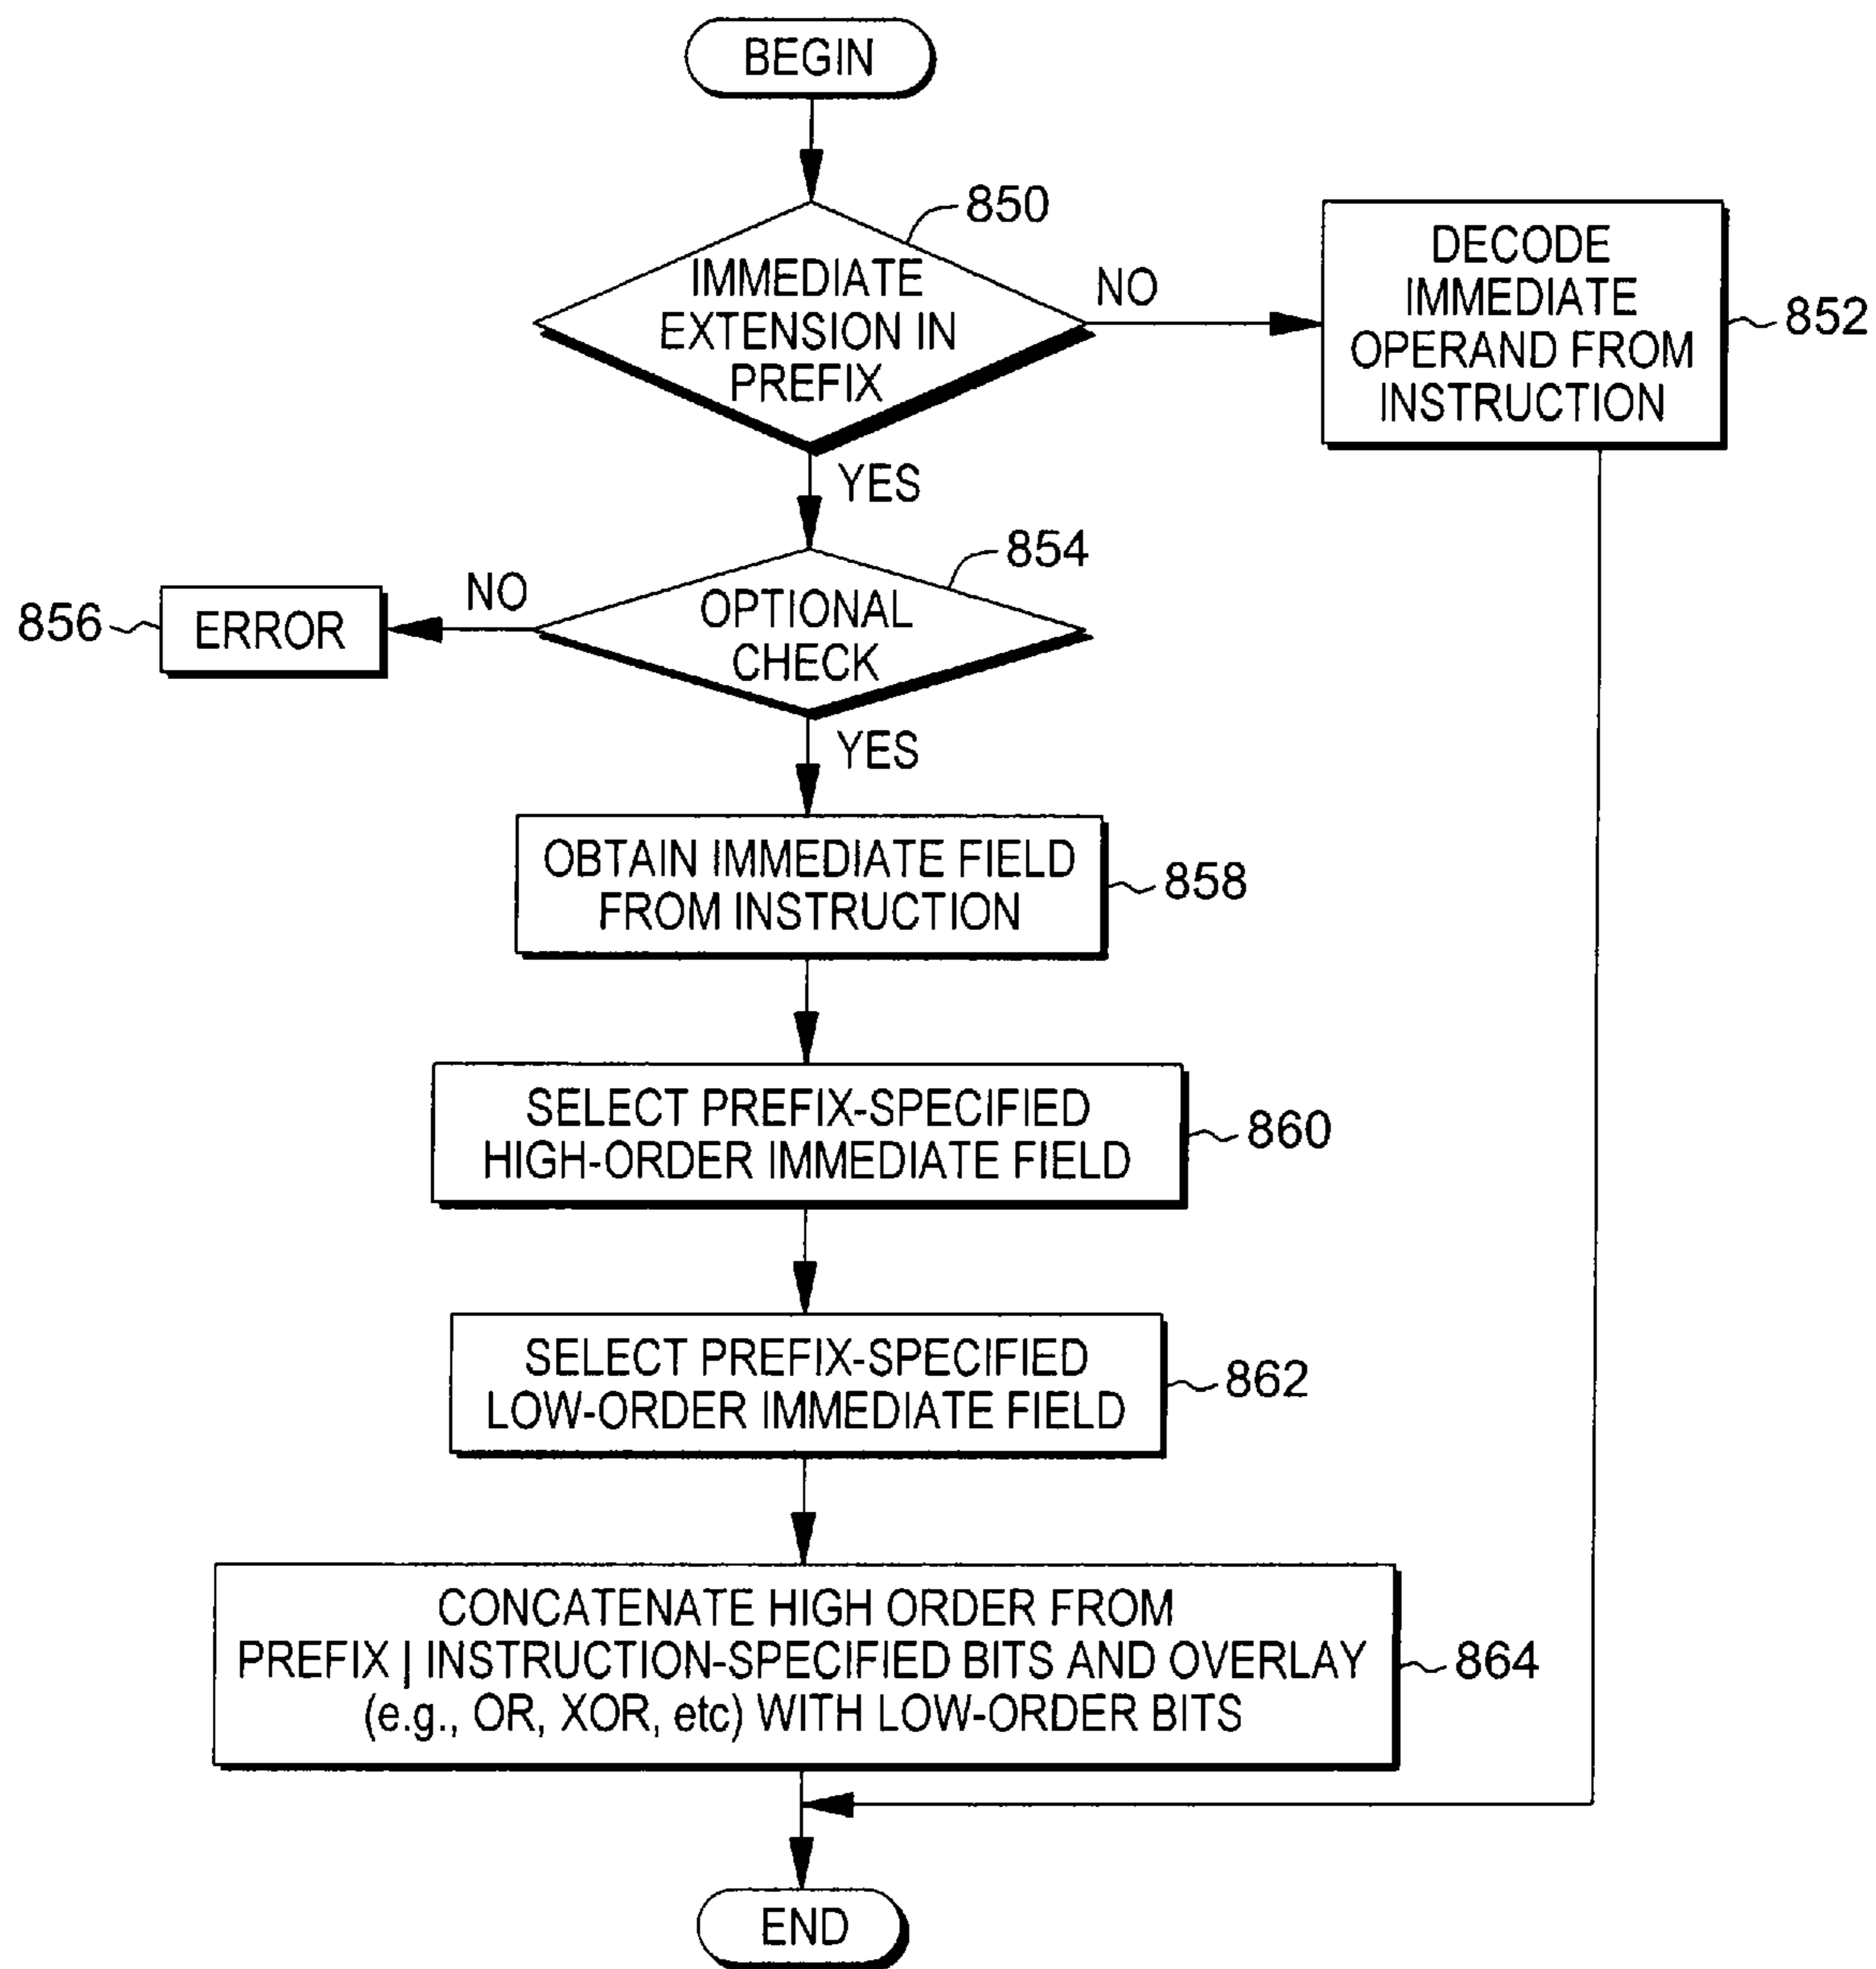 BEGIN
850
IMMEDIATE
EXTENSION IN
PREFIX
NO
DECODE
IMMEDIATE
OPERAND FROM
INSTRUCTION
852
YES
854
OPTIONAL
CHECK
NO
856
ERROR
YES
OBTAIN IMMEDIATE FIELD
FROM INSTRUCTION
858
SELECT PREFIX-SPECIFIED
HIGH-ORDER IMMEDIATE FIELD
860
SELECT PREFIX-SPECIFIED
LOW-ORDER IMMEDIATE FIELD
862
CONCATENATE HIGH ORDER FROM
PREFIX | INSTRUCTION-SPECIFIED BITS AND OVERLAY
(e.g., OR, XOR, etc) WITH LOW-ORDER BITS
864
END